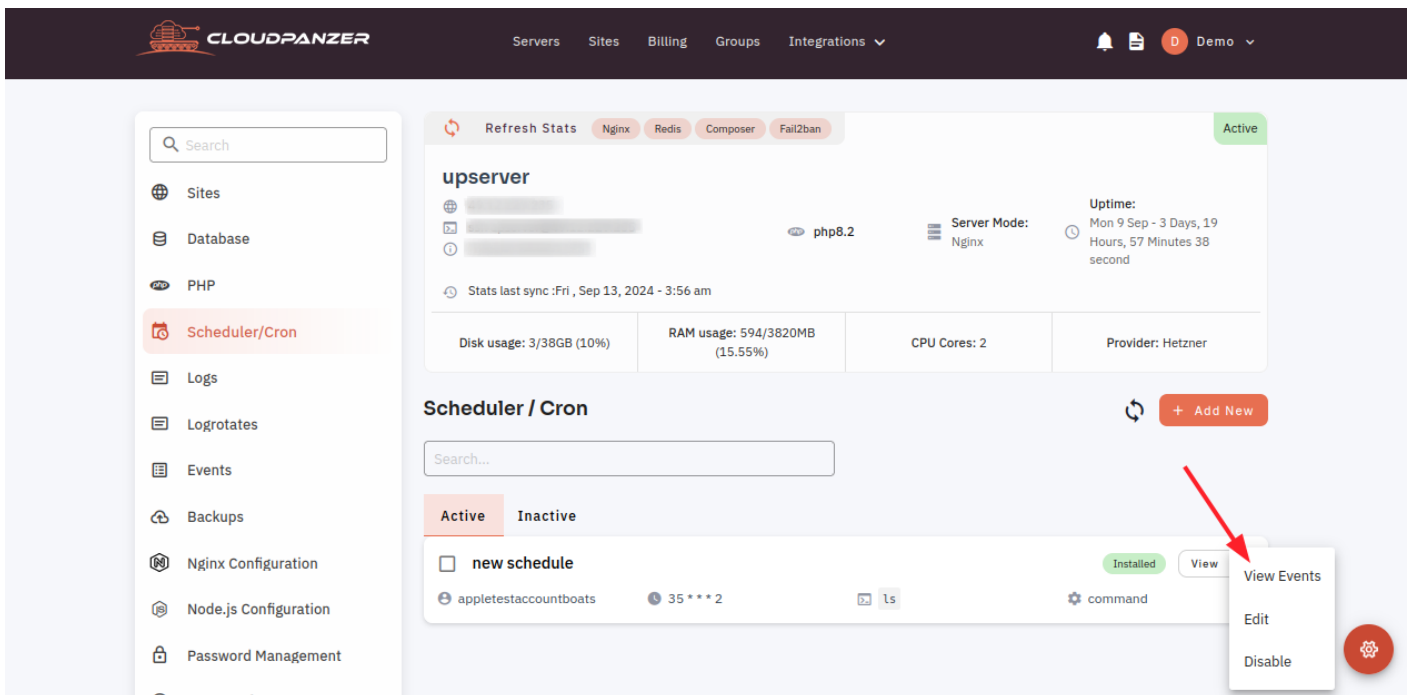 CLOUDPANZER
Servers Sites Billing Groups Integrations
D Demo
Search
Sites
Database
PHP
Scheduler/Cron
Logs
Logrotates
Events
Backups
Nginx Configuration
Node.js Configuration
Password Management
Refresh Stats Nginx Redis Composer Fail2ban
Active
upserver
php php8.2
Server Mode:
Nginx
Uptime:
Mon 9 Sep - 3 Days, 19
Hours, 57 Minutes 38
second
Stats last sync :Fri , Sep 13, 2024 - 3:56 am
Disk usage: 3/38GB (10%)
RAM usage: 594/3820MB
(15.55%)
CPU Cores: 2
Provider: Hetzner
Scheduler / Cron
+ Add New
Search...
Active Inactive
new schedule
Installed View
appletestaccountboats 35 * * * 2 ls command
View Events
Edit
Disable